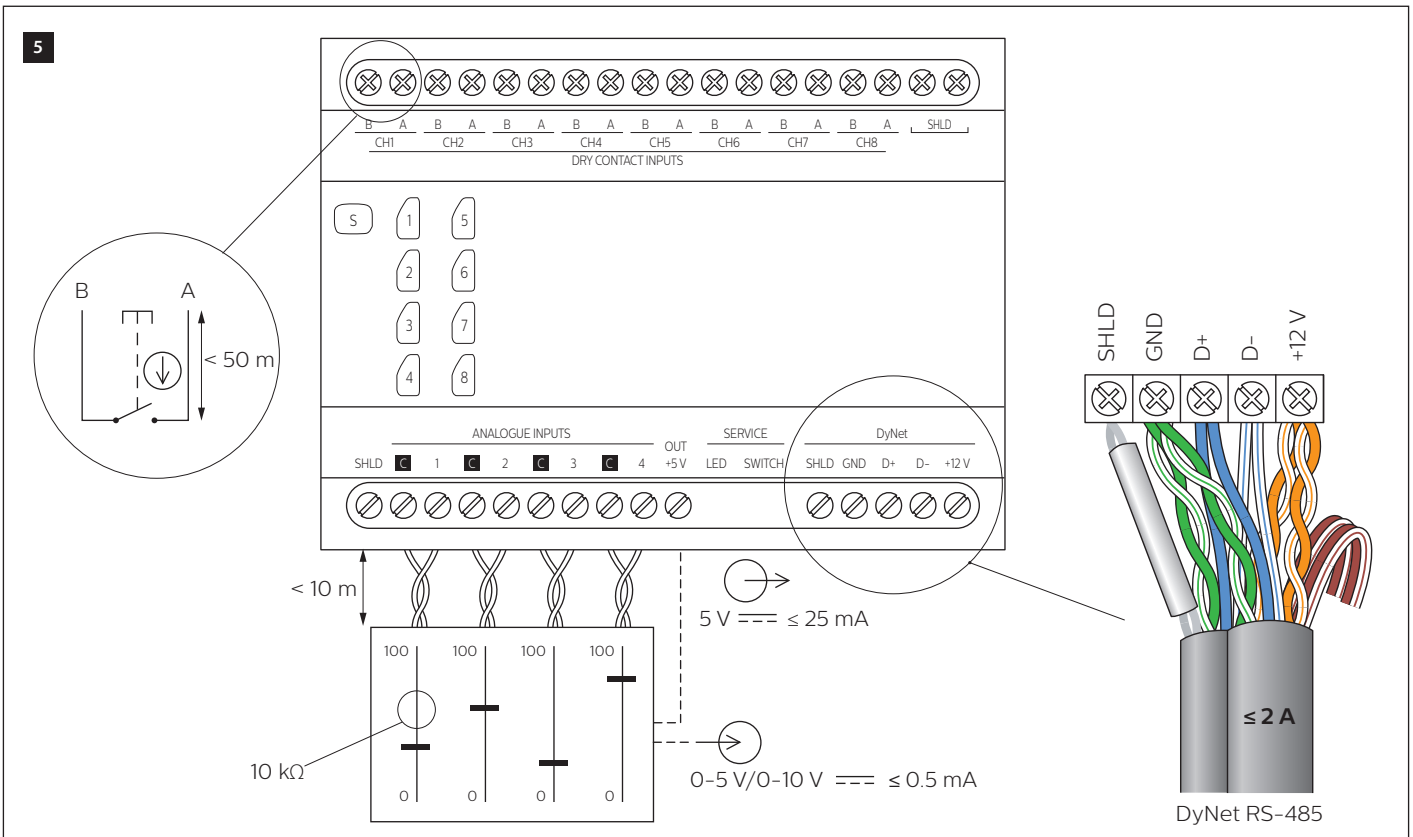 5
B A B A B A B A B A B A B A B A SHLD
CH1 CH2 CH3 CH4 CH5 CH6 CH7 CH8
DRY CONTACT INPUTS
S 1 5
2 6
3 7
4 8
B A
< 50 m
ANALOGUE INPUTS
OUT
SERVICE
DyNet
SHLD C 1 C 2 C 3 C 4 +5 V LED SWITCH SHLD GND D+ D- +12 V
< 10 m
5 V ≤ 25 mA
100 100 100 100
0 0 0 0
10 kΩ
0-5 V/0-10 V ≤ 0.5 mA
SHLD
GND
D+
D-
+12 V
≤ 2 A
DyNet RS-485